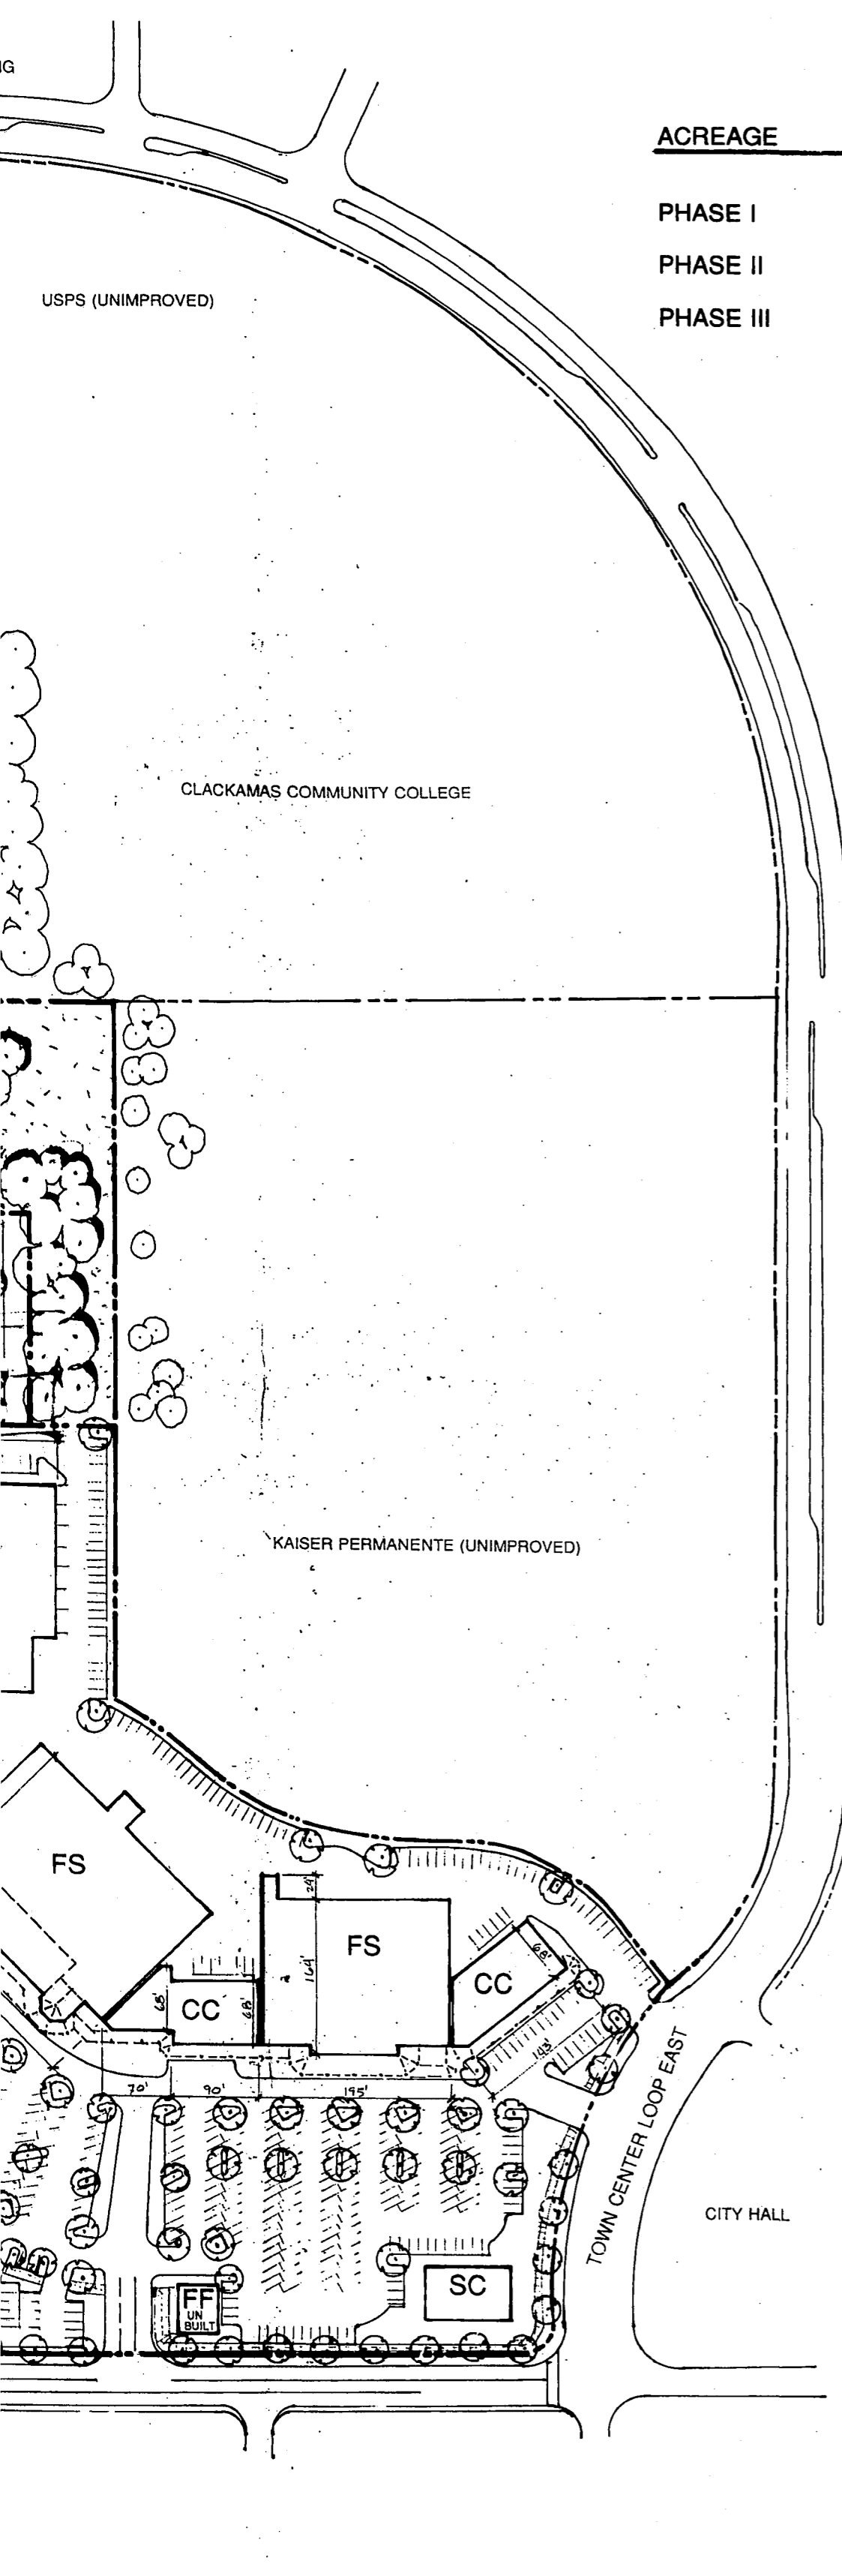 IG
ACREAGE
PHASE I
PHASE II
PHASE III
USPS (UNIMPROVED)
CLACKAMAS COMMUNITY COLLEGE
KAISER PERMANENTE (UNIMPROVED)
FS
24'
FS
164'
68'
CC
68'
CC
68'
143'
70'
90'
195'
TOWN CENTER LOOP EAST
CITY HALL
SC
FF
UN
BUILT